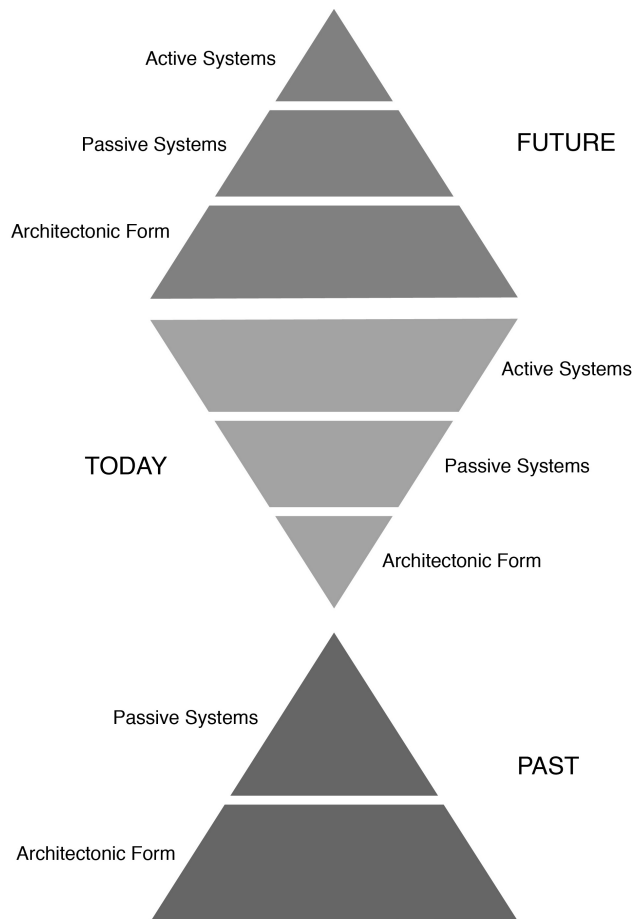 Active Systems
Passive Systems
FUTURE
Architectonic Form
Active Systems
TODAY
Passive Systems
Architectonic Form
Passive Systems
PAST
Architectonic Form